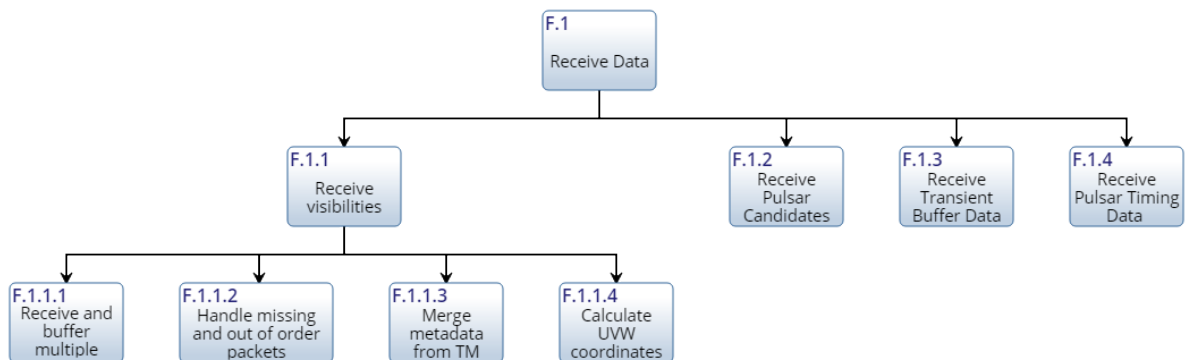 F.1
Receive Data
F.1.1
Receive
visibilities
F.1.2
Receive
Pulsar
Candidates
F.1.3
Receive
Transient
Buffer Data
F.1.4
Receive
Pulsar Timing
Data
F.1.1.1
Receive and
buffer
multiple
F.1.1.2
Handle missing
and out of order
packets
F.1.1.3
Merge
metadata
from TM
F.1.1.4
Calculate
UVW
coordinates